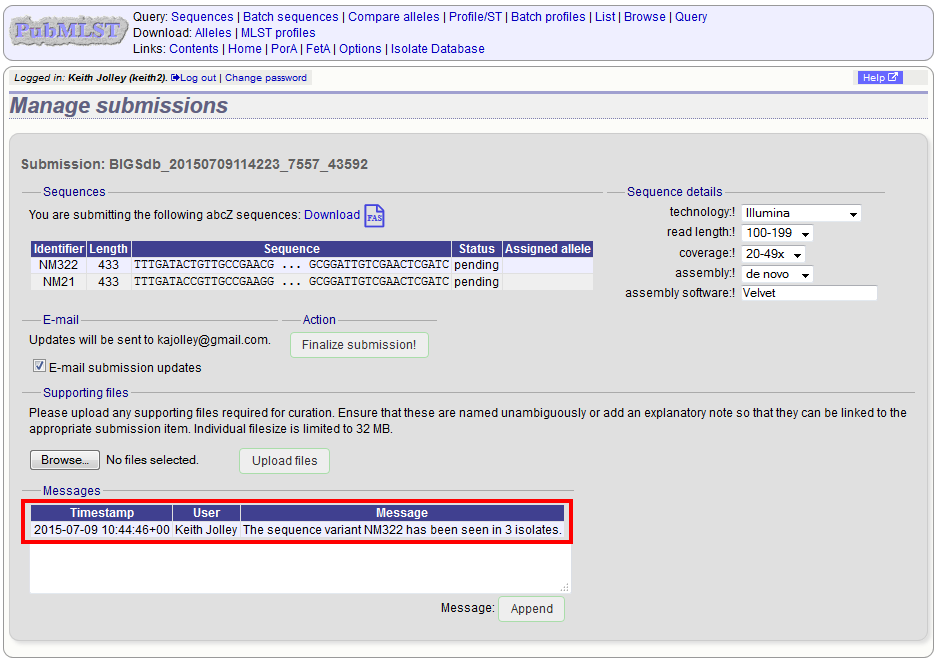 PubMLST
Query: Sequences | Batch sequences | Compare alleles | Profile/ST | Batch profiles | List | Browse | Query
Download: Alleles | MLST profiles
Links: Contents | Home | PorA | FetA | Options | Isolate Database
Logged in: Keith Jolley (keith2). Log out | Change password
Help
Manage submissions
Submission: BIGSdb_20150709114223_7557_43592
Sequences
You are submitting the following abcZ sequences: Download FAS
Identifier Length Sequence Status Assigned allele
NM322 433 TTTGATACTGTTGCCGAACG ... GCGGATTGTCGAACTCGATC pending
NM21 433 TTTGATACCGTTGCCGAAGG ... GCGGATTGTCGAACTCGATC pending
Sequence details
technology:! Illumina
read length:! 100-199
coverage:! 20-49x
assembly:! de novo
assembly software:! Velvet
E-mail
Updates will be sent to kajolley@gmail.com.
E-mail submission updates
Action
Finalize submission!
Supporting files
Please upload any supporting files required for curation. Ensure that these are named unambiguously or add an explanatory note so that they can be linked to the
appropriate submission item. Individual filesize is limited to 32 MB.
Browse... No files selected. Upload files
Messages
Timestamp User Message
2015-07-09 10:44:46+00 Keith Jolley The sequence variant NM322 has been seen in 3 isolates.
Message: Append